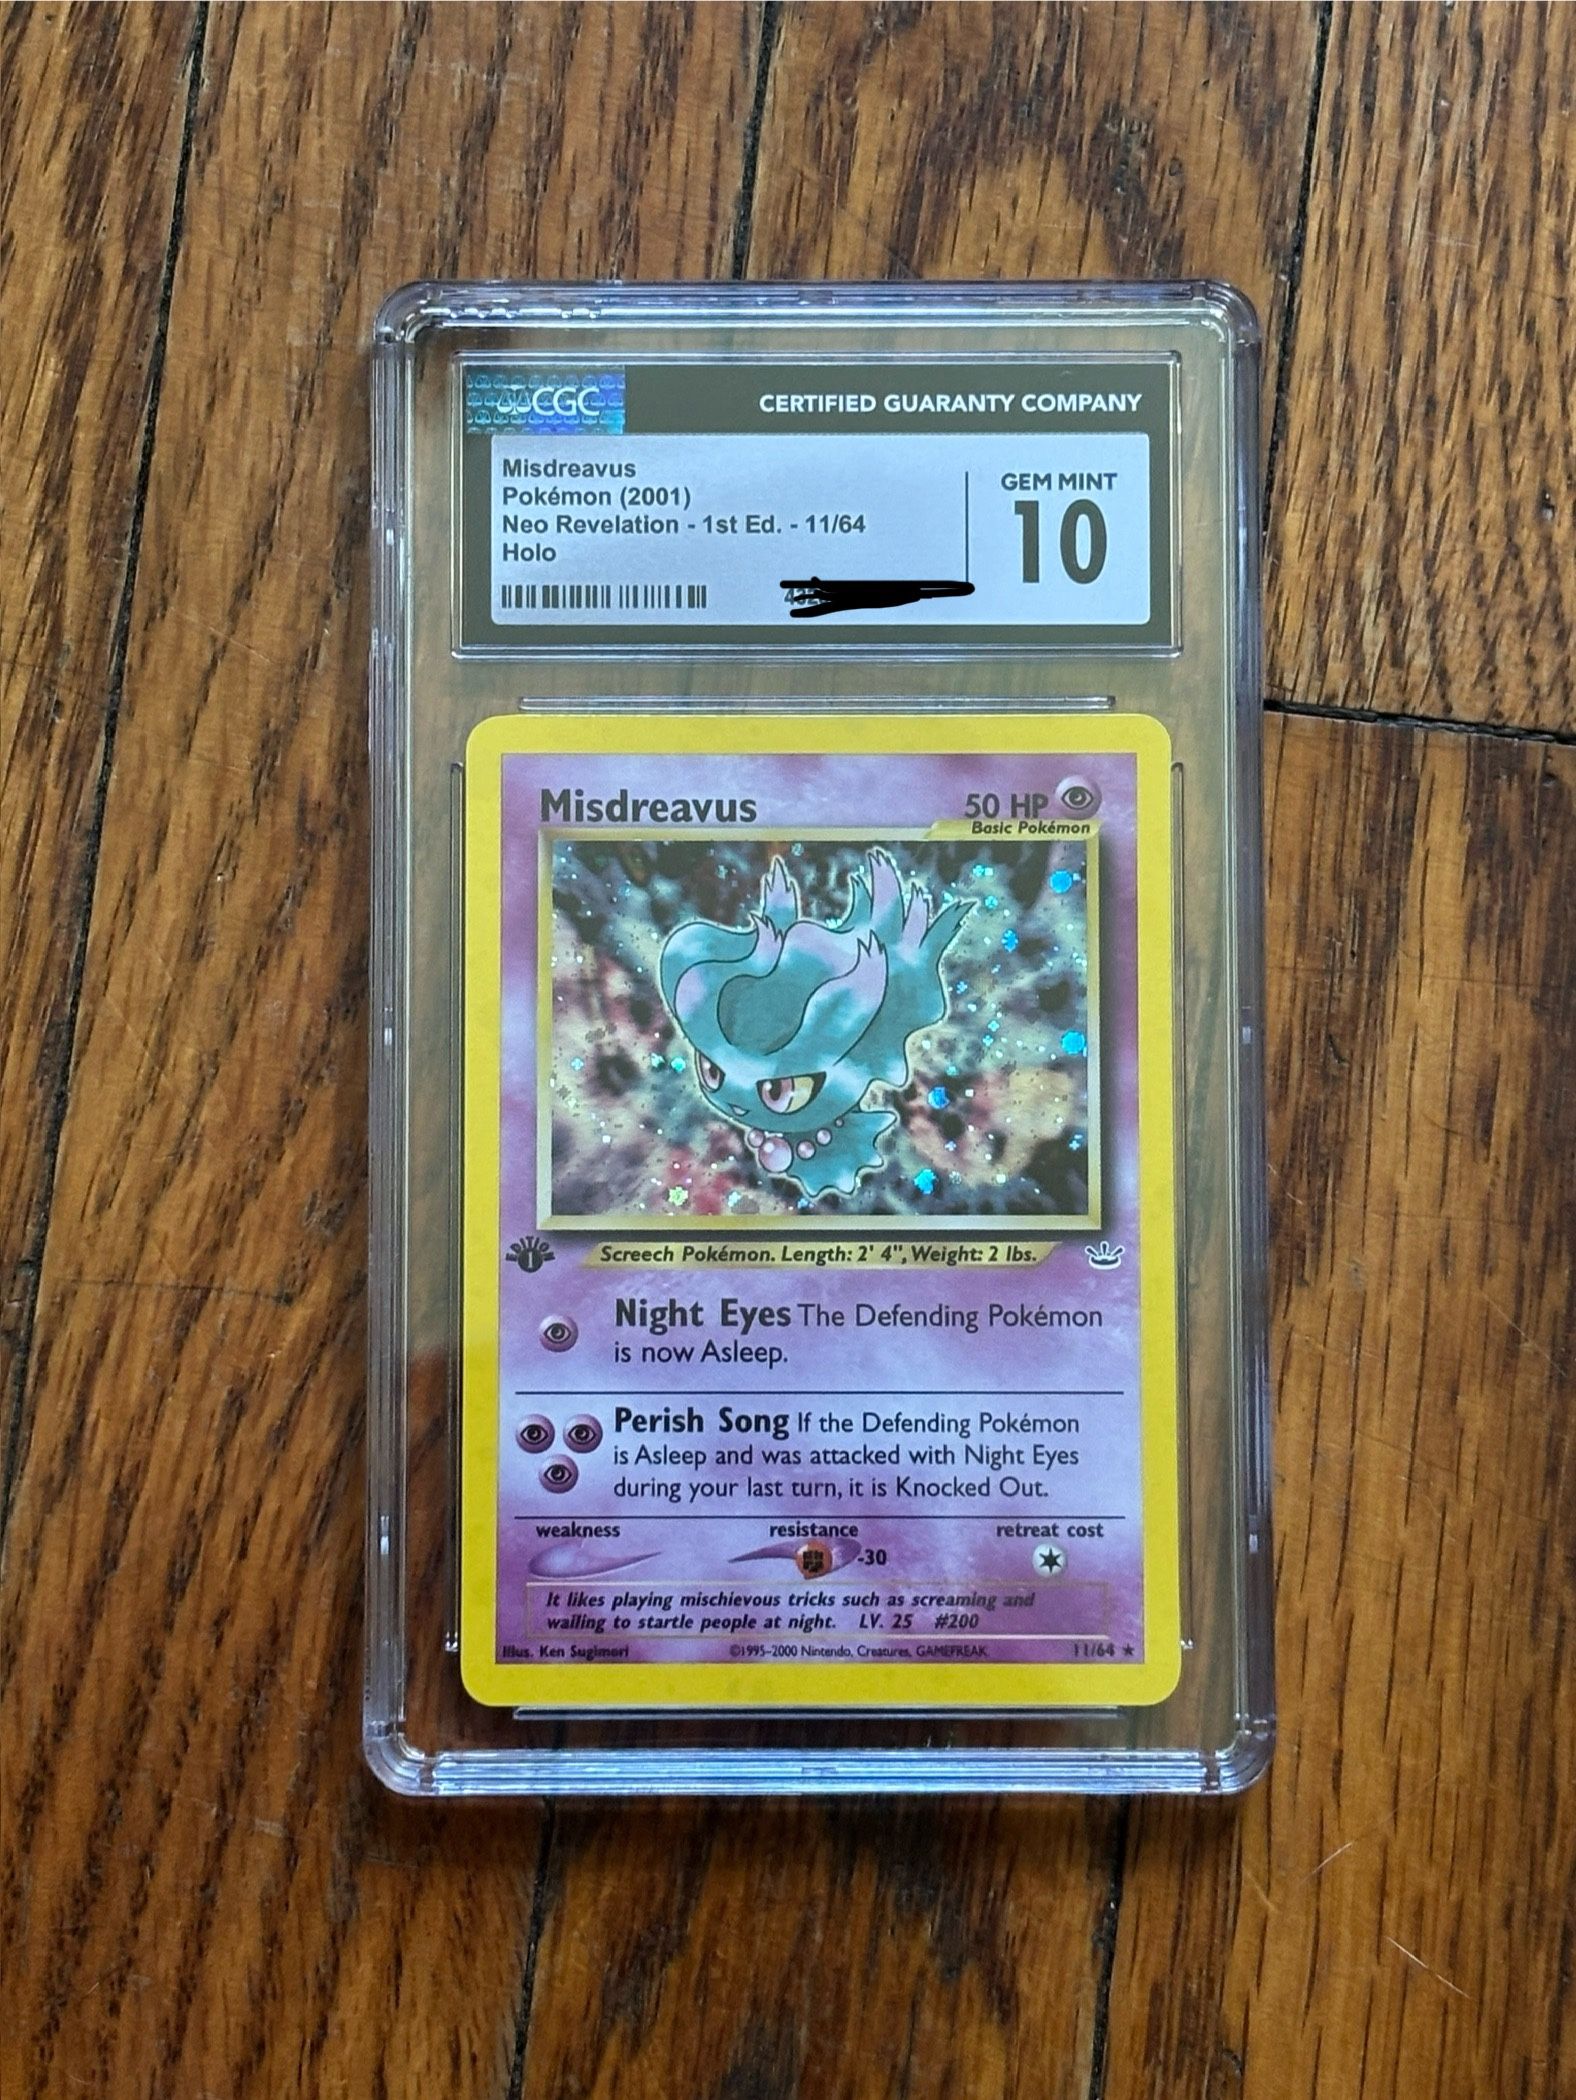 CGC
CERTIFIED GUARANTY COMPANY
Misdreavus
Pokémon (2001)
Neo Revelation - 1st Ed. - 11/64
Holo
GEM MINT
10
Misdreavus
50 HP
Basic Pokémon
EDITION
1
Screech Pokémon. Length: 2' 4", Weight: 2 lbs.
Night Eyes The Defending Pokémon
is now Asleep.
Perish Song If the Defending Pokémon
is Asleep and was attacked with Night Eyes
during your last turn, it is Knocked Out.
weakness
resistance
retreat cost
-30
It likes playing mischievous tricks such as screaming and
wailing to startle people at night. LV. 25 #200
Illus. Ken Sugimori
©1995-2000 Nintendo, Creatures, GAMEFREAK
11/64 ★